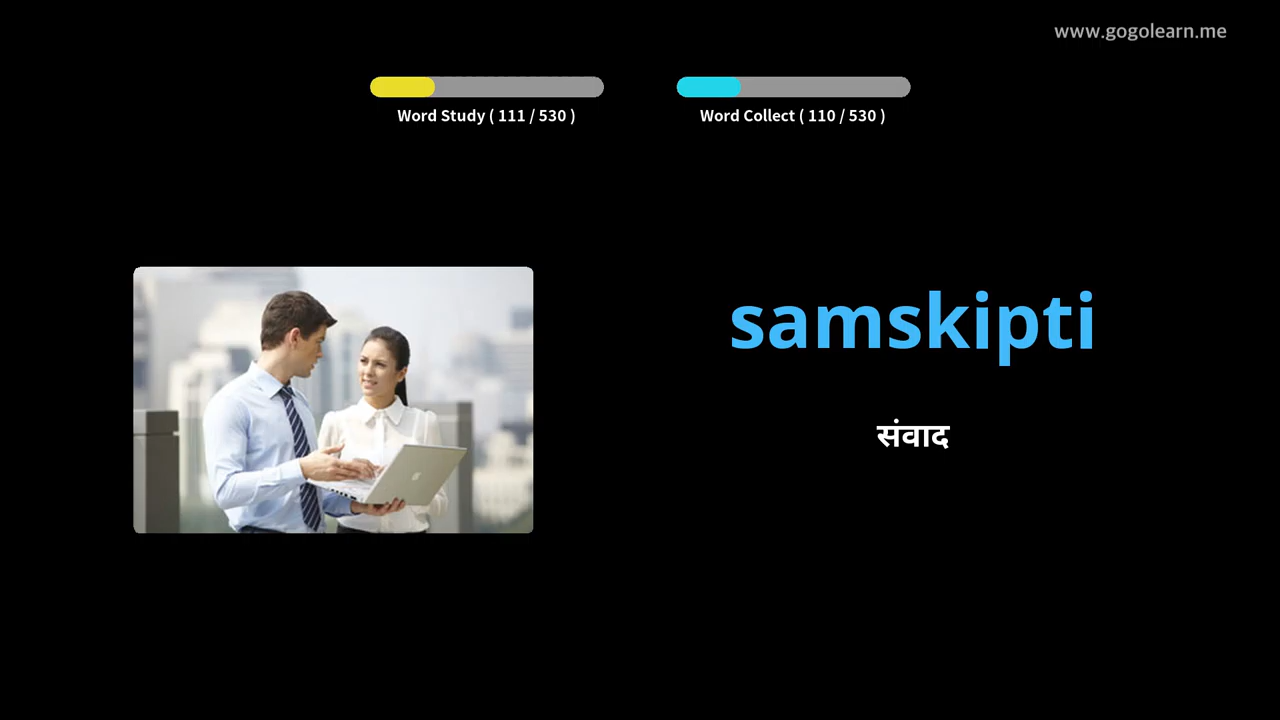 www.gogolearn.me
Word Study ( 111 / 530 )
Word Collect ( 110 / 530 )
samskipti
संवाद